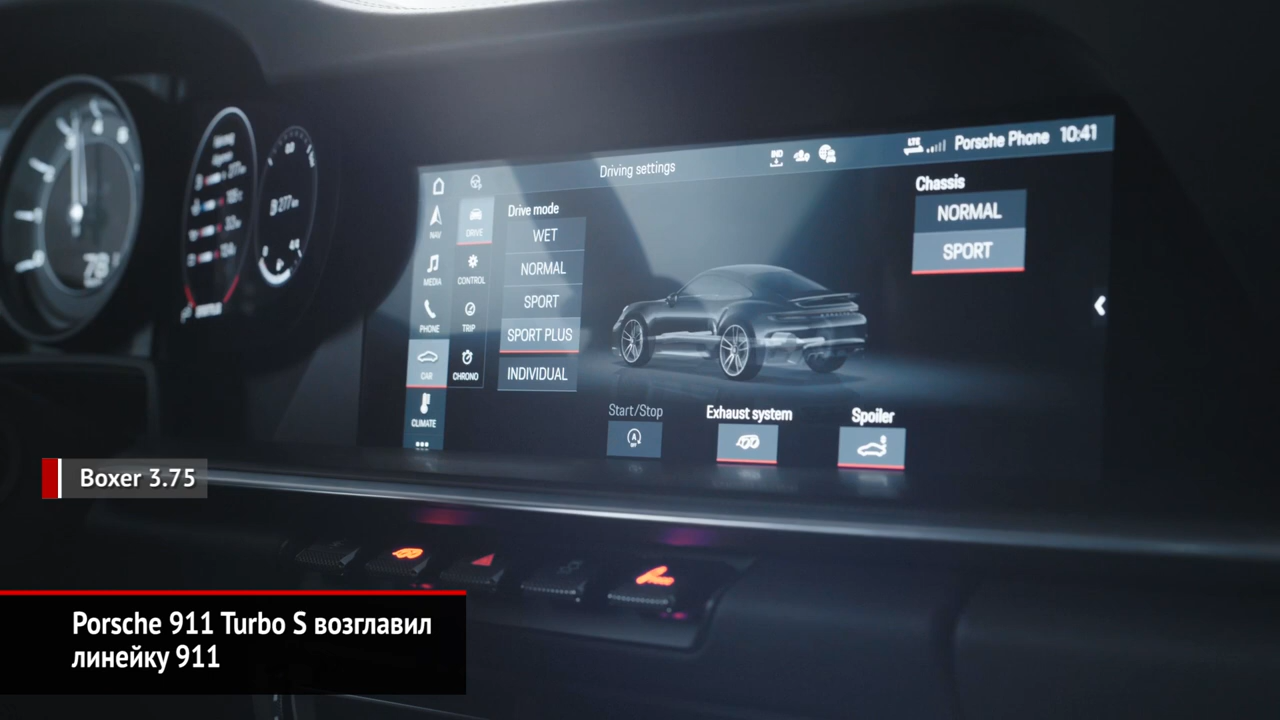 Driving settings
LTE
Porsche Phone 10:41
NAV
MEDIA
PHONE
CAR
CLIMATE
DRIVE
CONTROL
TRIP
CHRONO
Drive mode
WET
NORMAL
SPORT
SPORT PLUS
INDIVIDUAL
Chassis
NORMAL
SPORT
Start/Stop
Exhaust system
Spoiler
Boxer 3.75
Porsche 911 Turbo S возглавил
линейку 911